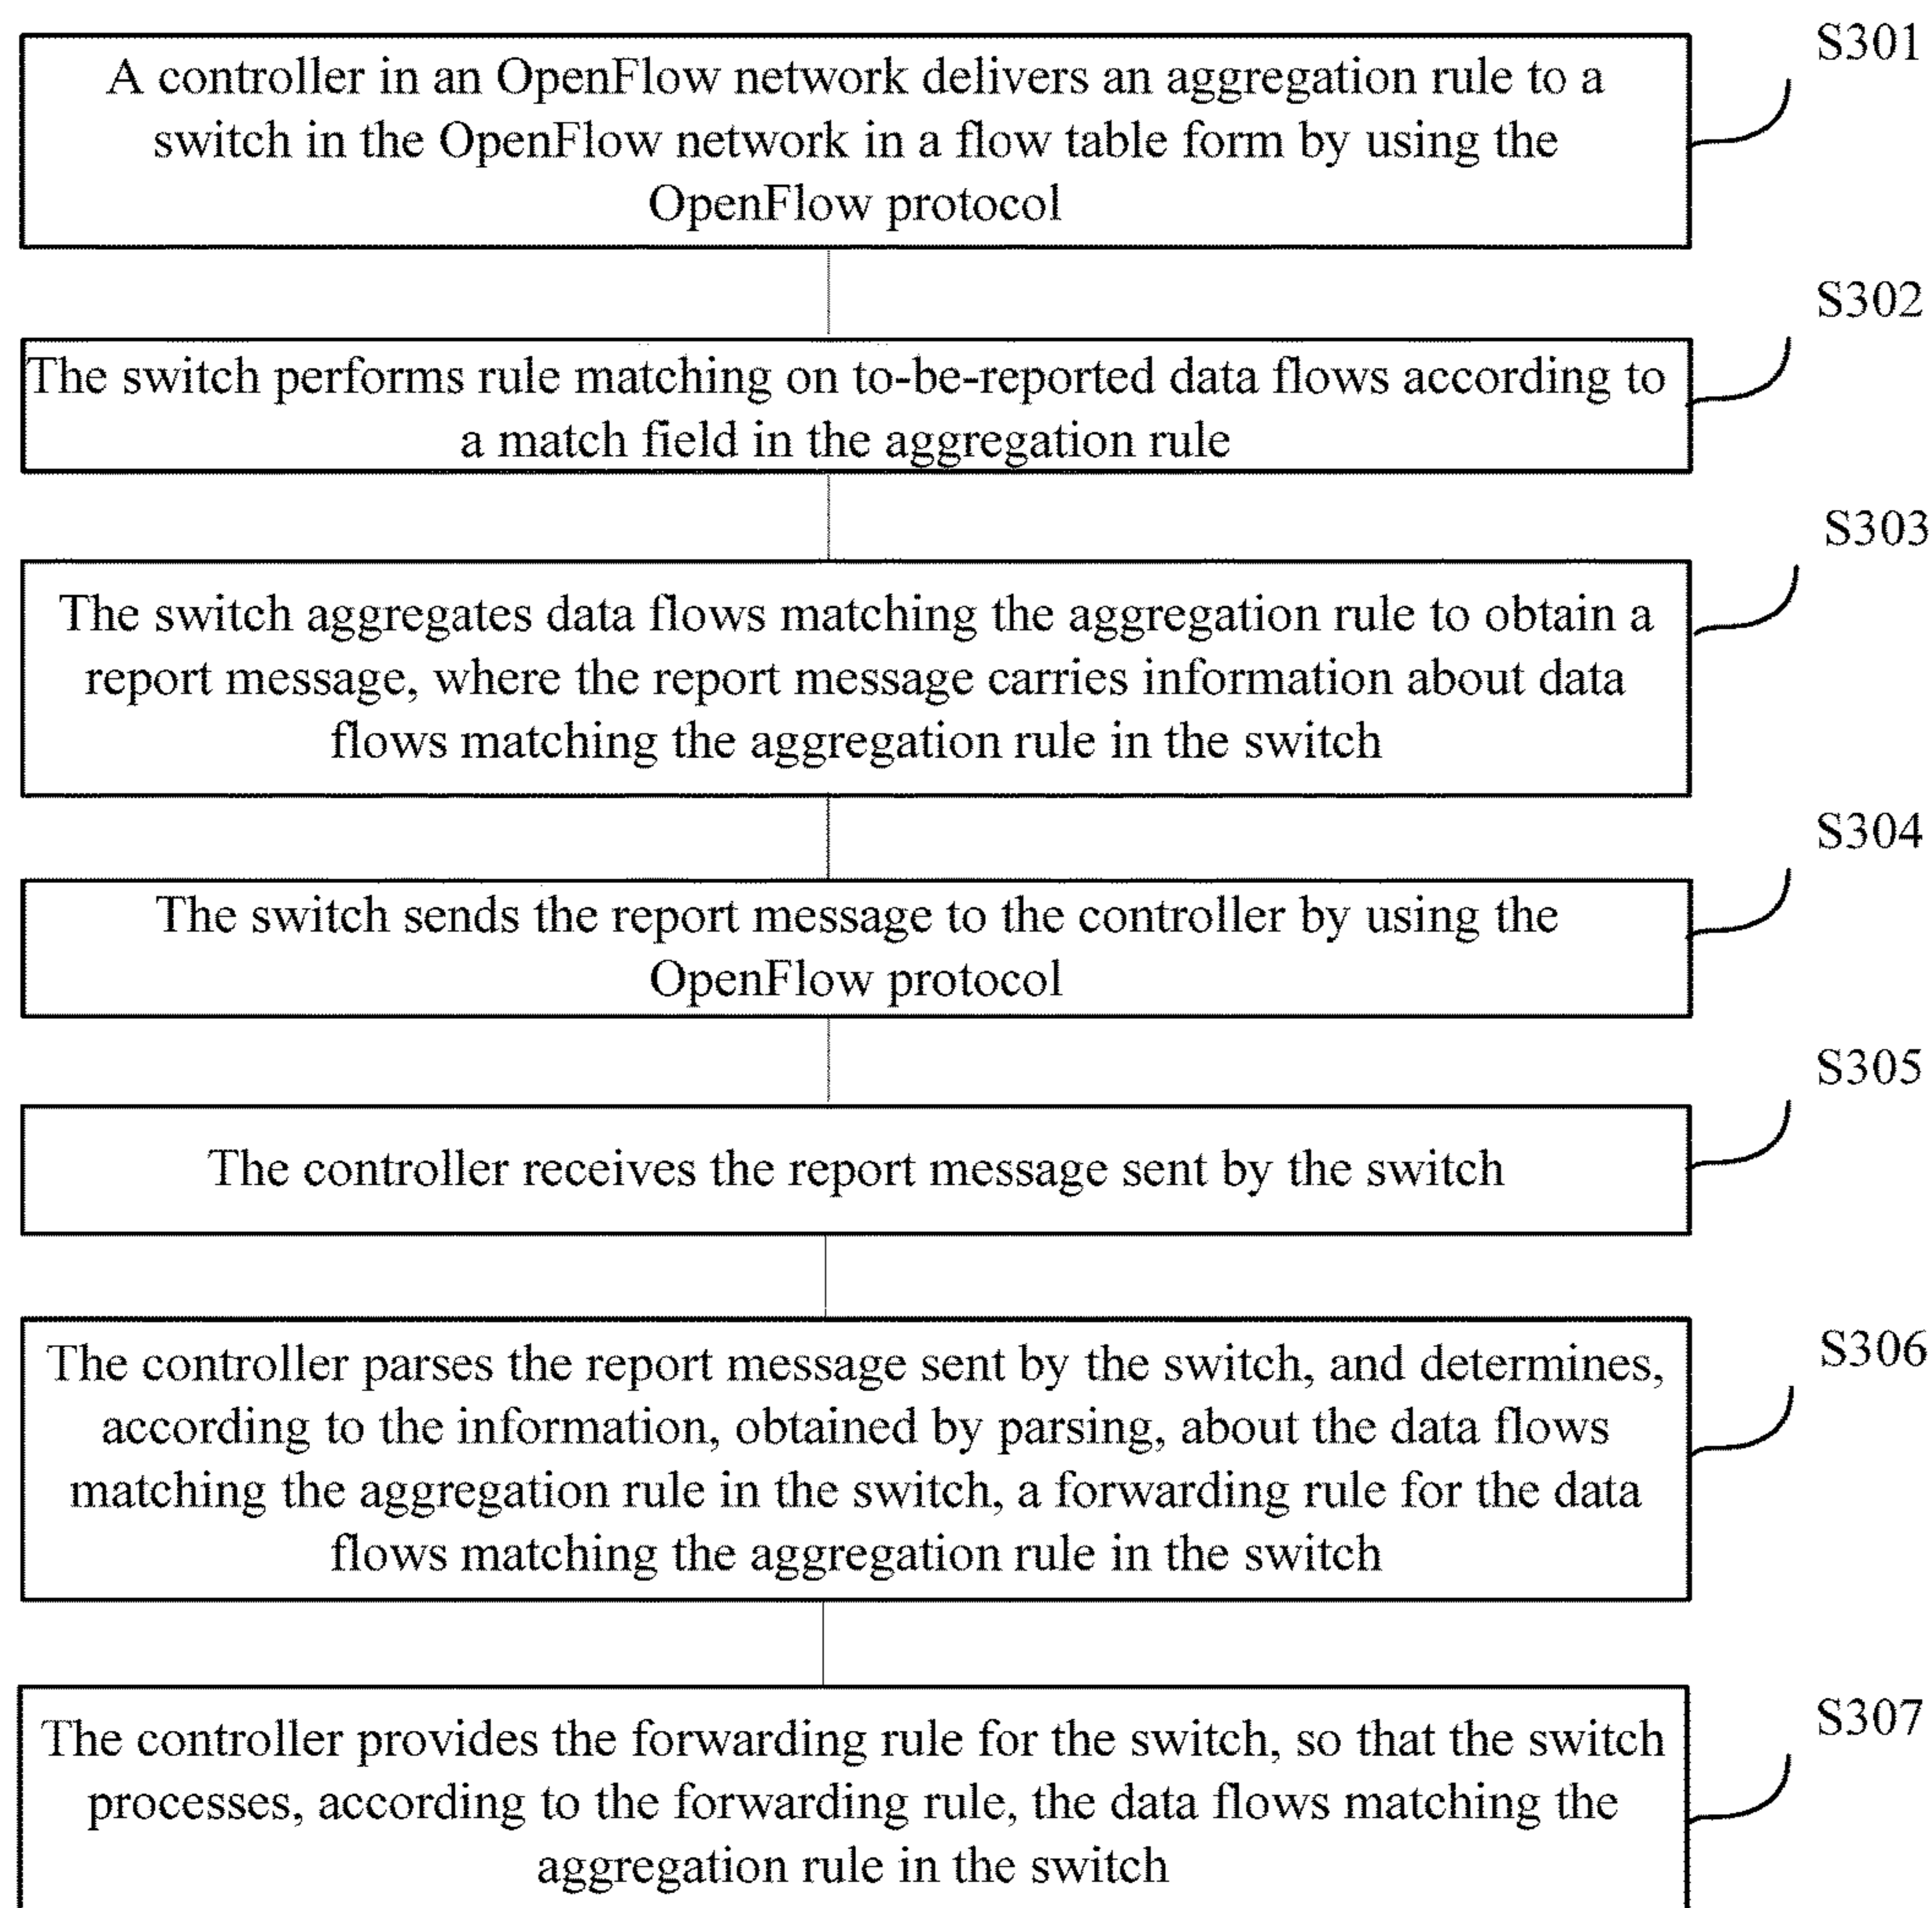 S301
A controller in an OpenFlow network delivers an aggregation rule to a
switch in the OpenFlow network in a flow table form by using the
OpenFlow protocol
S302
The switch performs rule matching on to-be-reported data flows according to
a match field in the aggregation rule
S303
The switch aggregates data flows matching the aggregation rule to obtain a
report message, where the report message carries information about data
flows matching the aggregation rule in the switch
S304
The switch sends the report message to the controller by using the
OpenFlow protocol
S305
The controller receives the report message sent by the switch
S306
The controller parses the report message sent by the switch, and determines,
according to the information, obtained by parsing, about the data flows
matching the aggregation rule in the switch, a forwarding rule for the data
flows matching the aggregation rule in the switch
S307
The controller provides the forwarding rule for the switch, so that the switch
processes, according to the forwarding rule, the data flows matching the
aggregation rule in the switch